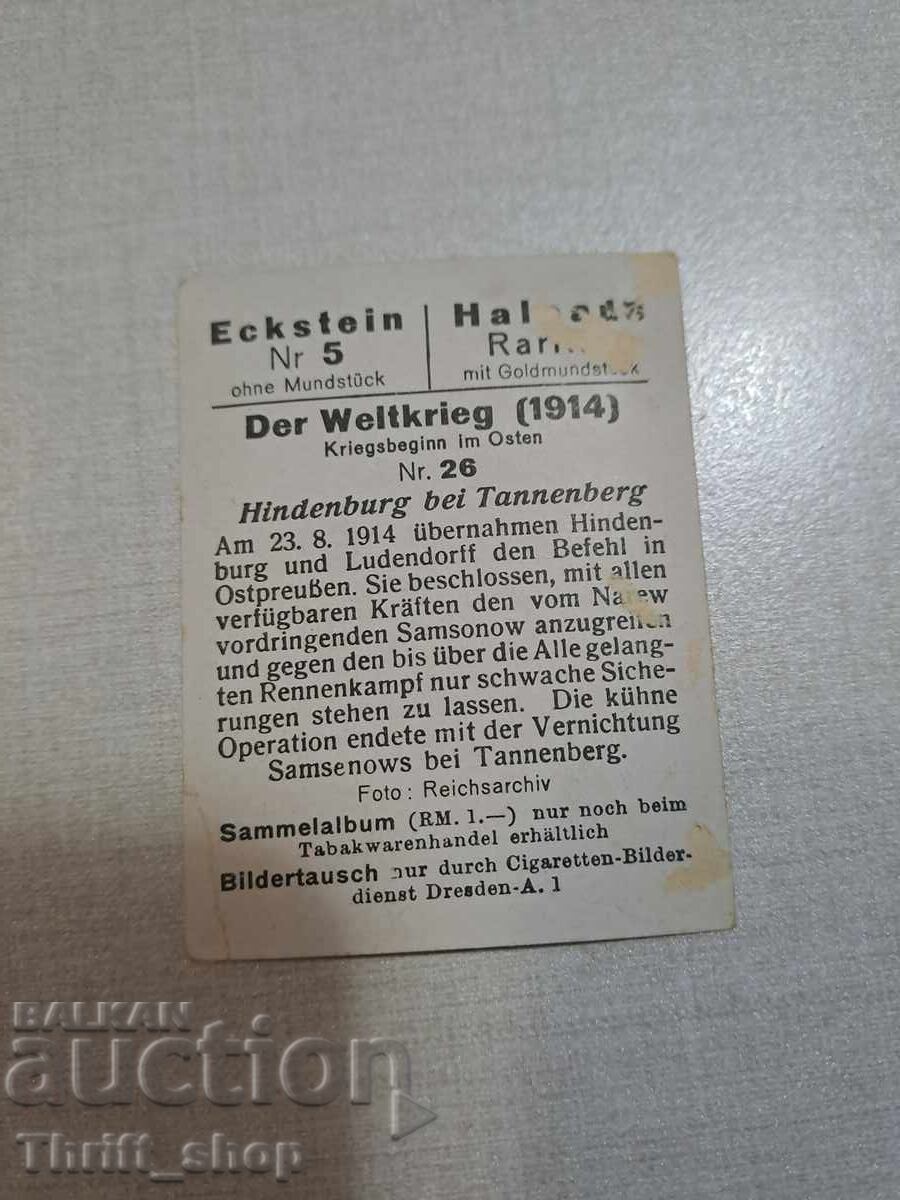 Eckstein
Nr 5
ohne Mundstück
mit
Der Weltkrieg (1914)
Kriegsbeginn im Osten
Nr. 26
Hindenburg bei Tannenberg
Am 23. 8. 1914 übernahmen Hinden-
burg und Ludendorff den Befehl in
Ostpreußen. Sie beschlossen, mit allen
verfügbaren Kräften den vom Narew
vordringenden Samsonow anzugreifen
und gegen den bis über die Alle gelang-
ten Rennenkampf nur schwache Siche-
rungen stehen zu lassen. Die kühne
Operation endete mit der Vernichtung
Samsenows bei Tannenberg.
Foto: Reichsarchiv
Sammelalbum (RM. 1.—) nur noch beim
Tabakwarenhandel erhältlich
Bildertausch nur durch Cigaretten-Bilder-
dienst Dresden-A. 1
BALKAN
auction
Thrift_shop